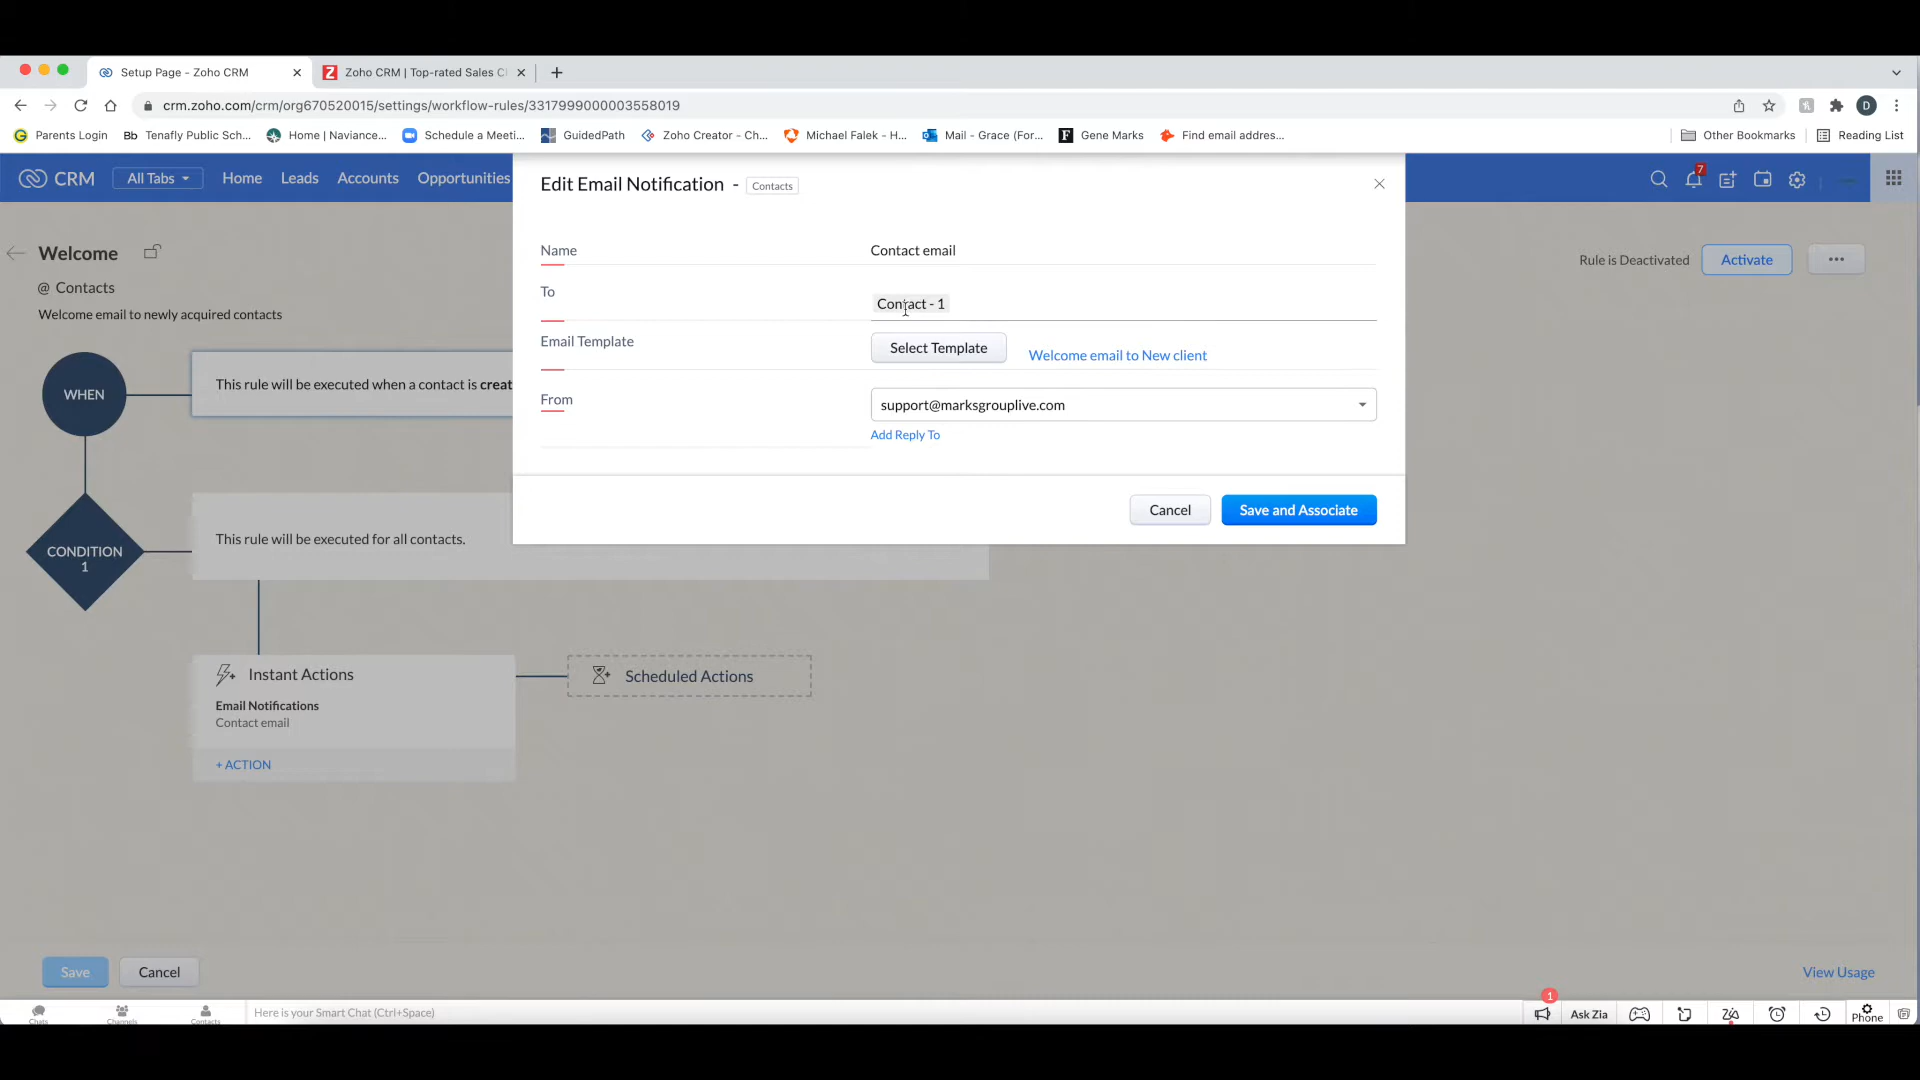 Setup Page - Zoho CRM
Zoho CRM | Top-rated Sales C
crm.zoho.com/crm/org670520015/settings/workflow-rules/3317999000003558019
D
Parents Login
Bb Tenafly Public Sch...
Home | Naviance...
Schedule a Meeti...
GuidedPath
Zoho Creator - Ch...
Michael Falek - H...
Mail - Grace (For...
F Gene Marks
Find email addres...
Other Bookmarks
Reading List
CRM
All Tabs
Home
Leads
Accounts
Opportunities
7
Edit Email Notification - Contacts
Name
Contact email
To
Contact - 1
Email Template
Select Template
Welcome email to New client
From
support@marksgrouplive.com
Add Reply To
Cancel
Save and Associate
Welcome
@ Contacts
Welcome email to newly acquired contacts
Rule is Deactivated
Activate
WHEN
This rule will be executed when a contact is creat
CONDITION
1
This rule will be executed for all contacts.
Instant Actions
Email Notifications
Contact email
+ ACTION
Scheduled Actions
Save
Cancel
View Usage
Chats
Channels
Contacts
Here is your Smart Chat (Ctrl+Space)
1
Ask Zia
Phone